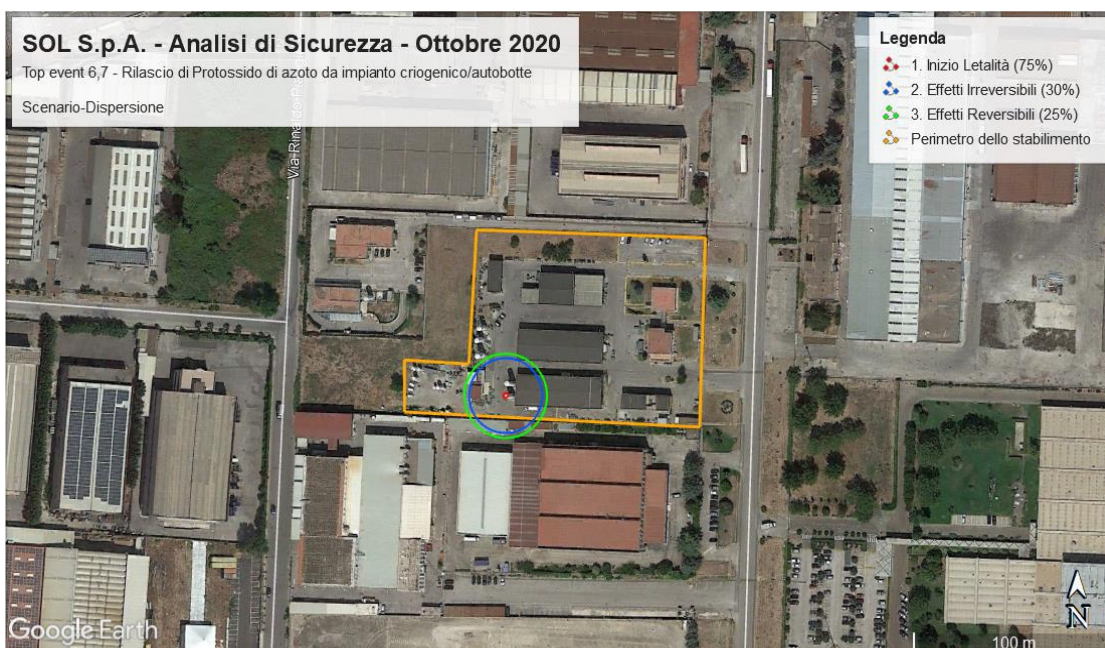 SOL S.p.A. - Analisi di Sicurezza - Ottobre 2020
Top event 6,7 - Rilascio di Protossido di azoto da impianto criogenico/autobotte
Scenario-Dispersione
Legenda
1. Inizio Letalità (75%)
2. Effetti Irreversibili (30%)
3. Effetti Reversibili (25%)
Perimetro dello stabilimento
Via Rinaldo
Google Earth
N
100 m